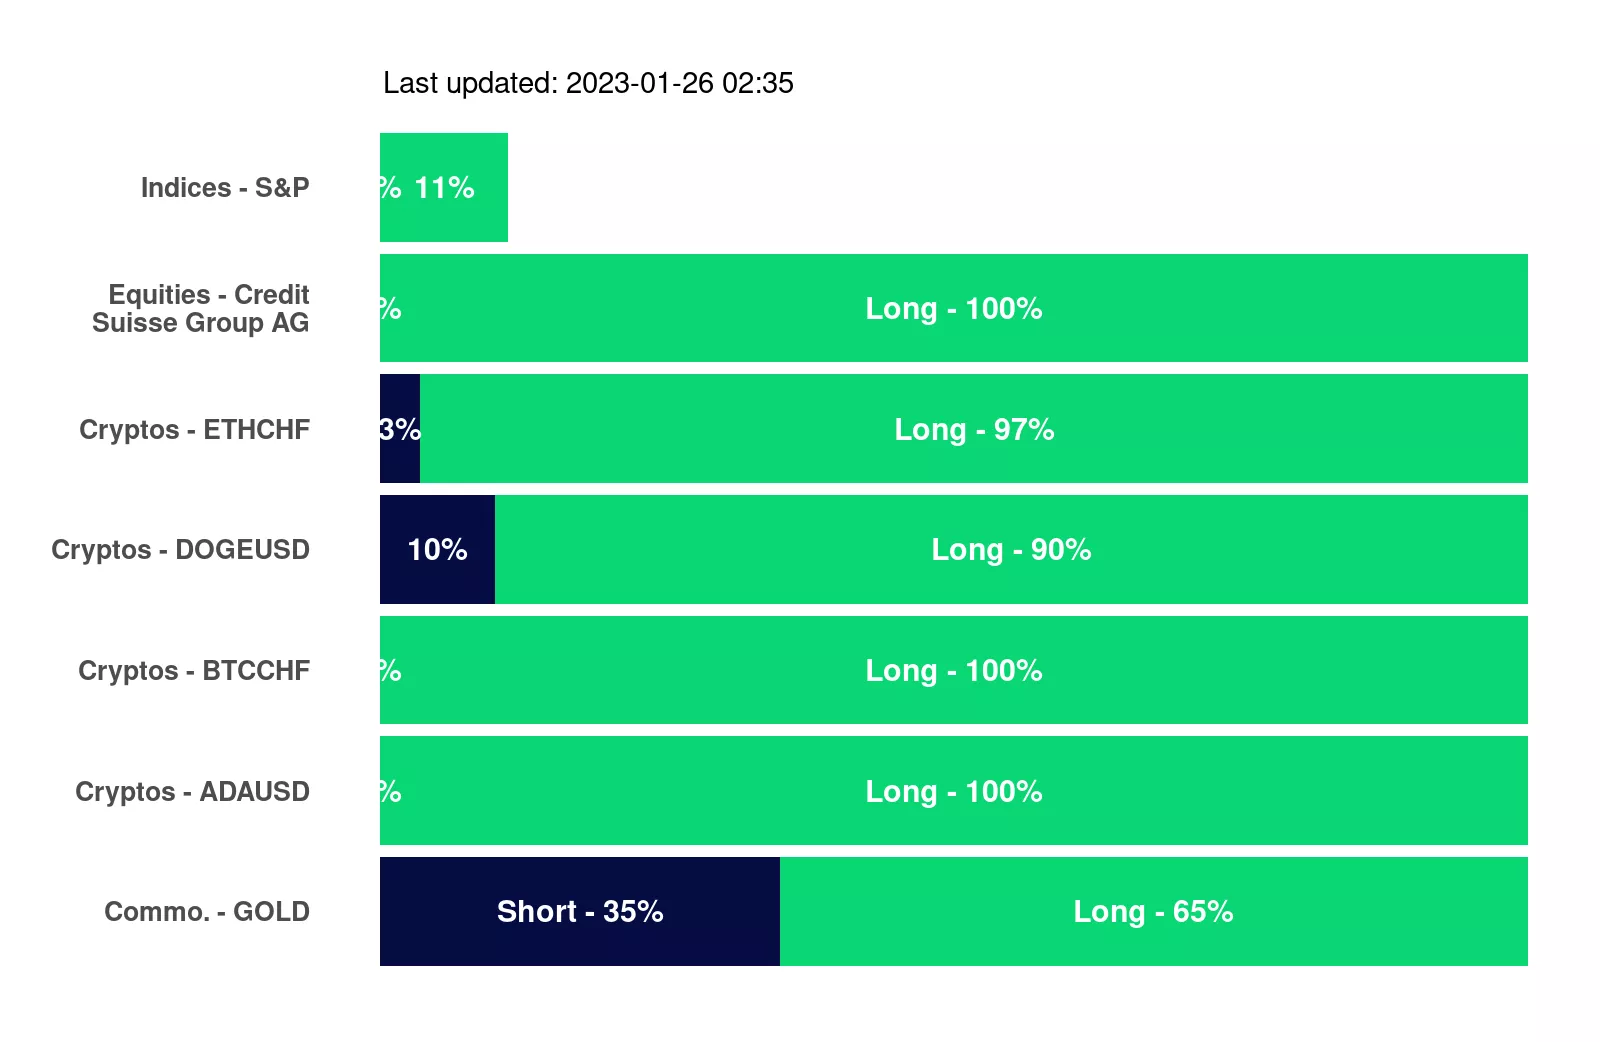 Last updated: 2023-01-26 02:35
Indices - S&P
% 11%
Equities - Credit
Suisse Group AG
% Long - 100%
Cryptos - ETHCHF
3% Long - 97%
Cryptos - DOGEUSD
10% Long - 90%
Cryptos - BTCCHF
% Long - 100%
Cryptos - ADAUSD
% Long - 100%
Commo. - GOLD
Short - 35% Long - 65%